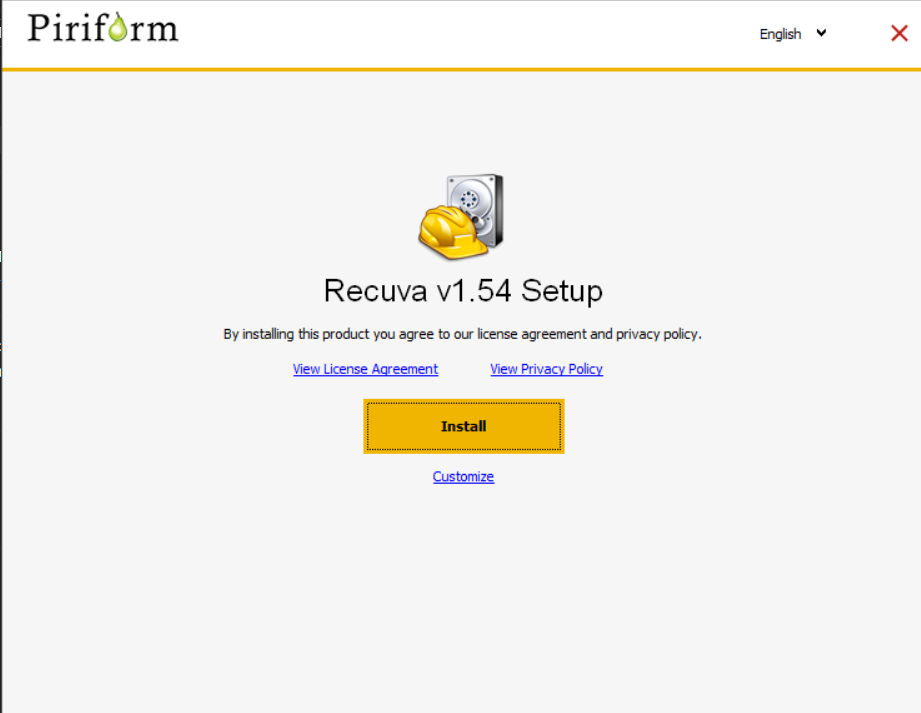 Piriform
English
Recuva v1.54 Setup
By installing this product you agree to our license agreement and privacy policy.
View License Agreement View Privacy Policy
Install
Customize